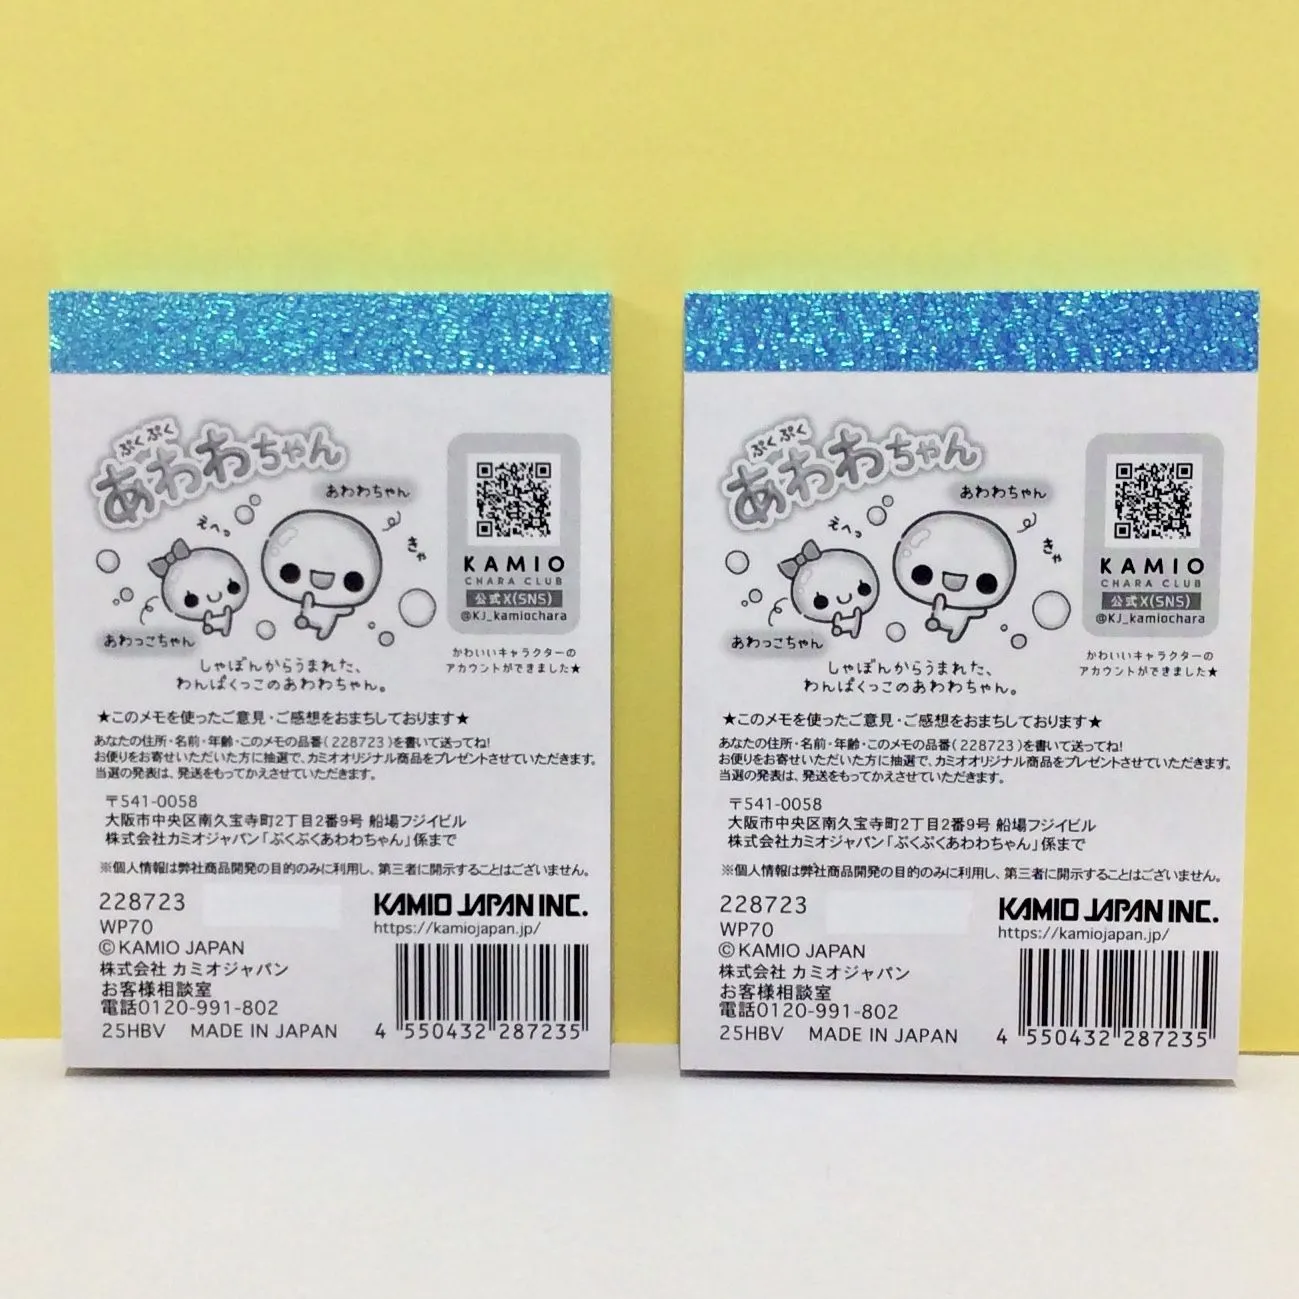 ぷくぷく
あわわちゃん
あわわちゃん
えへっ
きゃ
あわっこちゃん
しゃぼんからうまれた、
わんぱくっこのあわわちゃん。
KAMIO
CHARA CLUB
公式X(SNS)
@KJ_kamiochara
かわいいキャラクターの
アカウントができました★
★このメモを使ったご意見・ご感想をおまちしております★
あなたの住所・名前・年齢・このメモの品番(228723)を書いて送ってね!
お便りをお寄せいただいた方に抽選で、カミオオリジナル商品をプレゼントさせていただきます。
当選の発表は、発送をもってかえさせていただきます。
〒541-0058
大阪市中央区南久宝寺町2丁目2番9号 船場フジイビル
株式会社カミオジャパン「ぷくぷくあわわちゃん」係まで
※個人情報は弊社商品開発の目的のみに利用し、第三者に開示することはございません。
228723
WP70
©KAMIO JAPAN
株式会社 カミオジャパン
お客様相談室
電話0120-991-802
25HBV MADE IN JAPAN
KAMIO JAPAN INC.
https://kamiojapan.jp/
4 550432 287235
ぷくぷく
あわわちゃん
あわわちゃん
えへっ
きゃ
あわっこちゃん
しゃぼんからうまれた、
わんぱくっこのあわわちゃん。
KAMIO
CHARA CLUB
公式X(SNS)
@KJ_kamiochara
かわいいキャラクターの
アカウントができました★
★このメモを使ったご意見・ご感想をおまちしております★
あなたの住所・名前・年齢・このメモの品番(228723)を書いて送ってね!
お便りをお寄せいただいた方に抽選で、カミオオリジナル商品をプレゼントさせていただきます。
当選の発表は、発送をもってかえさせていただきます。
〒541-0058
大阪市中央区南久宝寺町2丁目2番9号 船場フジイビル
株式会社カミオジャパン「ぷくぷくあわわちゃん」係まで
※個人情報は弊社商品開発の目的のみに利用し、第三者に開示することはございません。
228723
WP70
©KAMIO JAPAN
株式会社 カミオジャパン
お客様相談室
電話0120-991-802
25HBV MADE IN JAPAN
KAMIO JAPAN INC.
https://kamiojapan.jp/
4 550432 287235